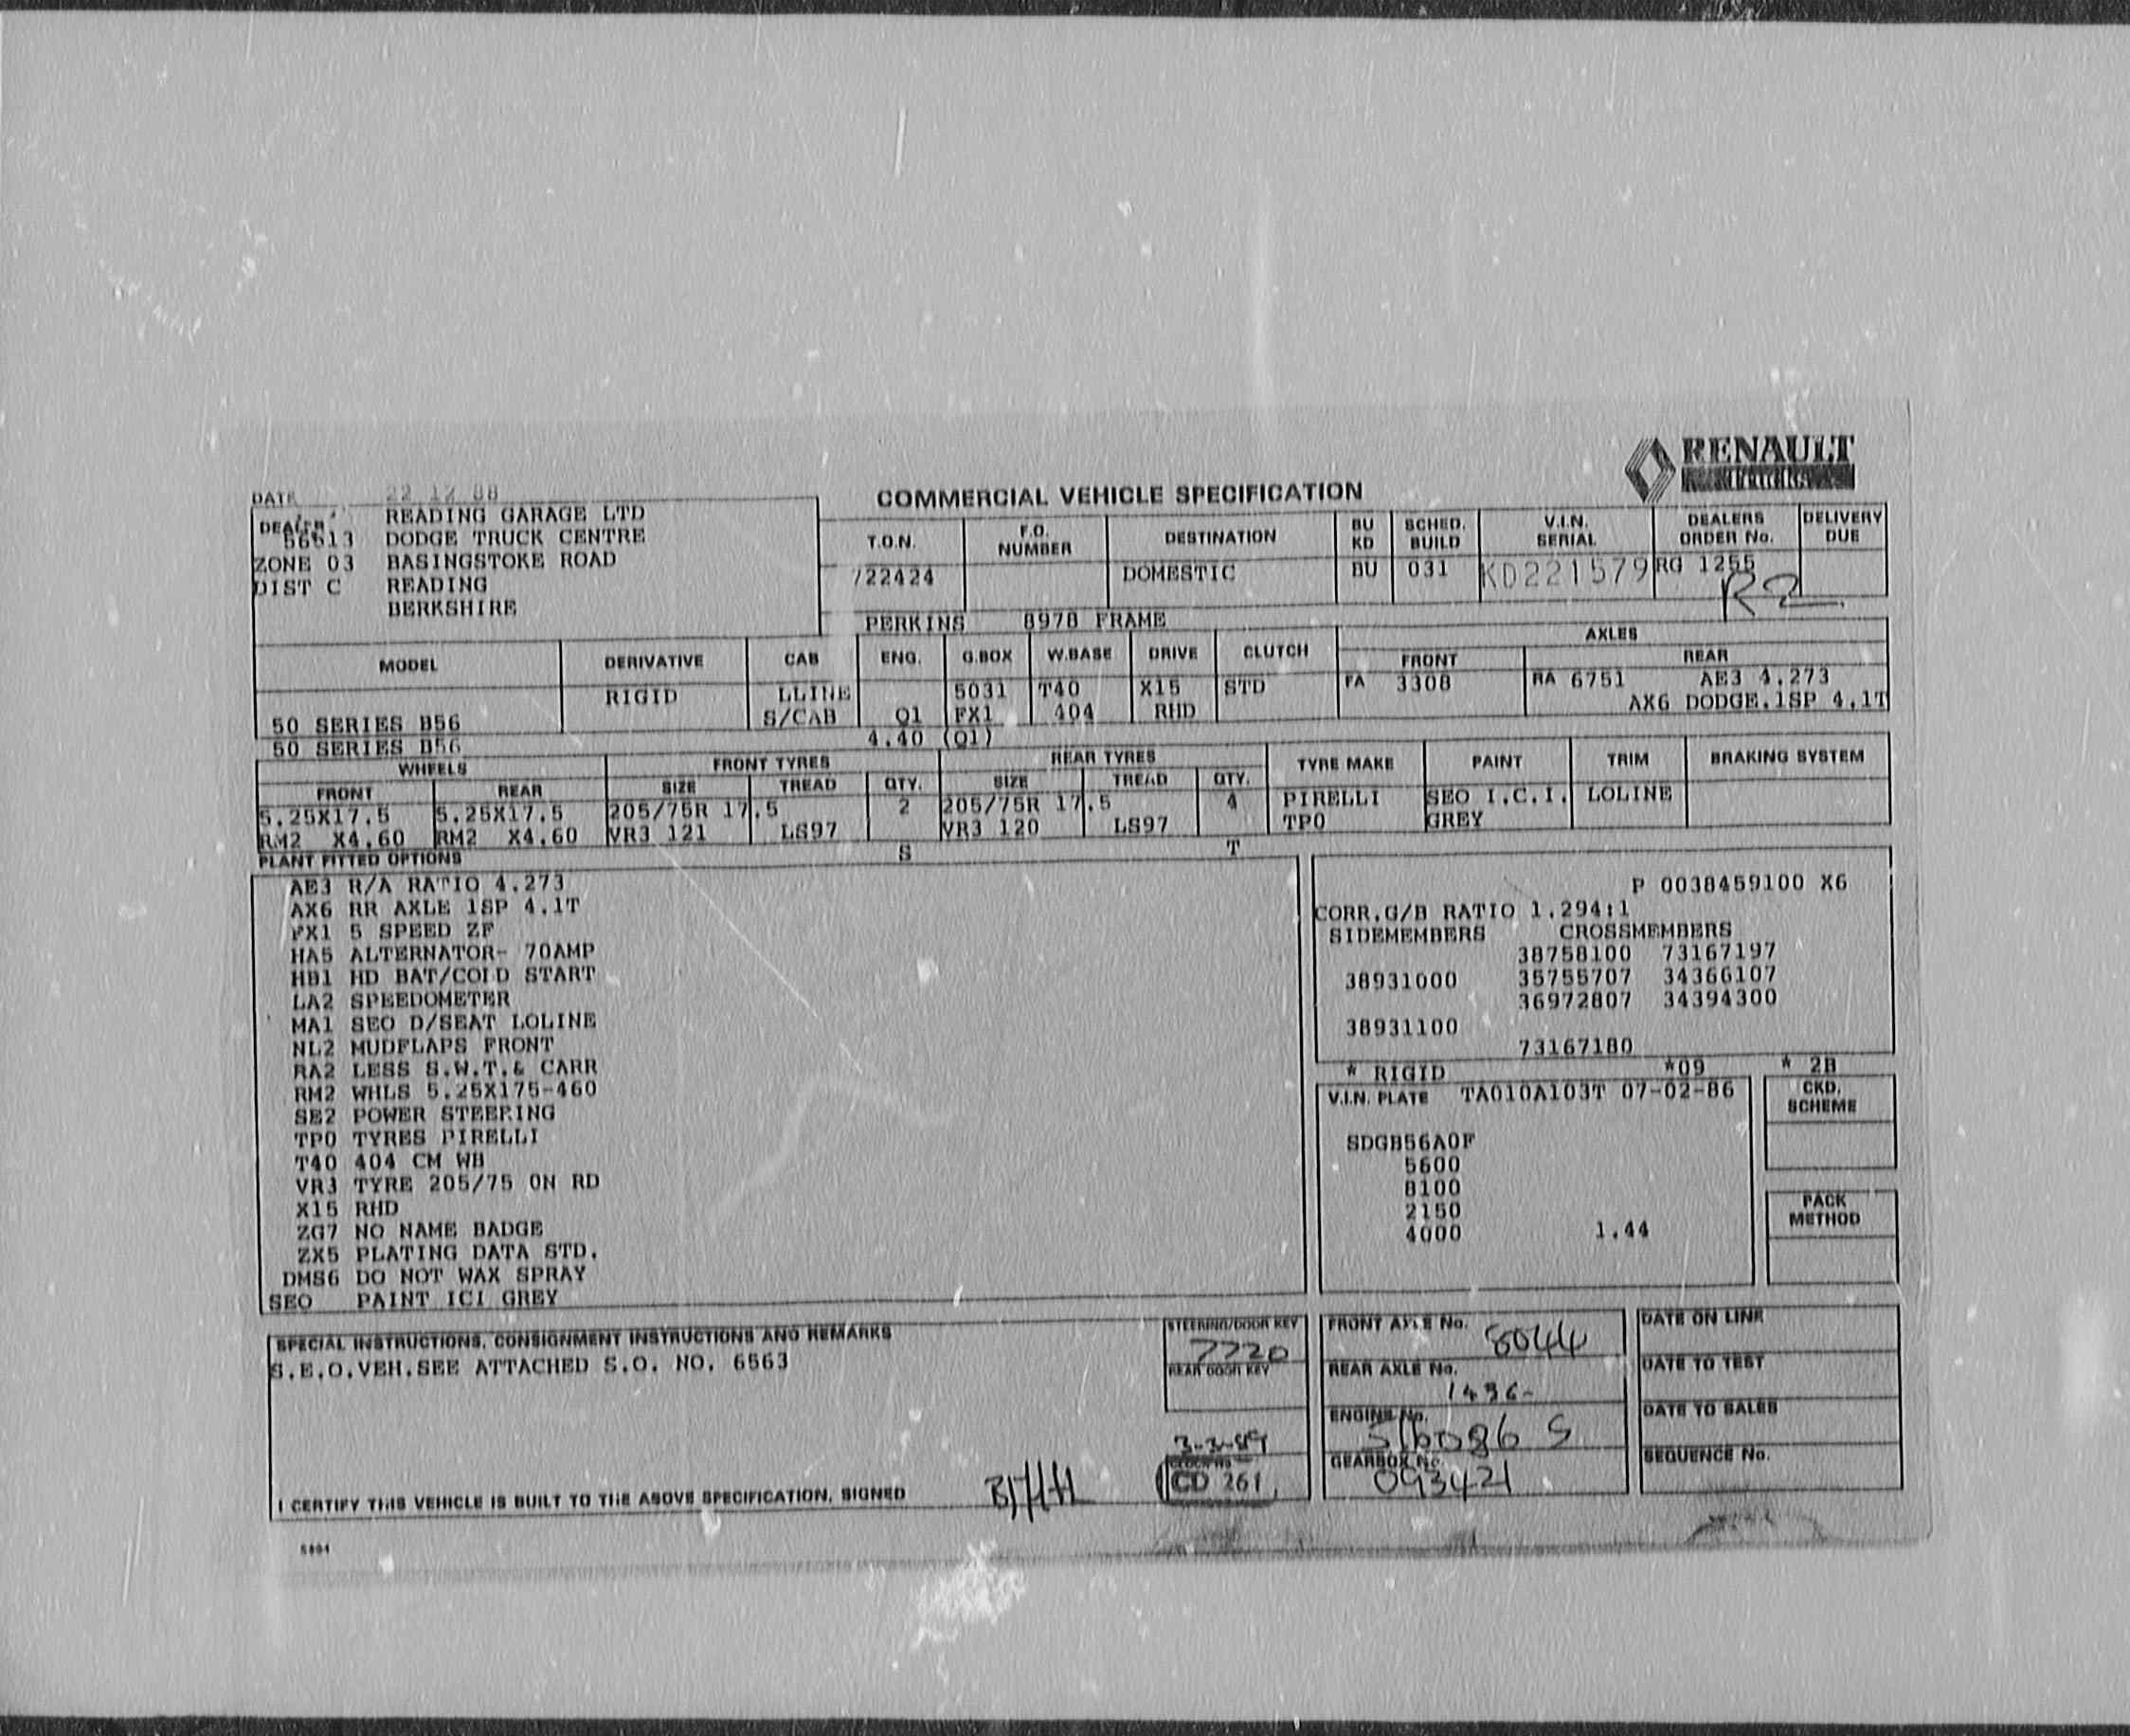 RENAULT
DATE 22 12 88
COMMERCIAL VEHICLE SPECIFICATION
DEALER
56513
READING GARAGE LTD
DODGE TRUCK CENTRE
ZONE 03 BASINGSTOKE ROAD
DIST C READING
BERKSHIRE
T.O.N. F.O. NUMBER DESTINATION BU KD SCHED. BUILD V.I.N. SERIAL DEALERS ORDER No. DELIVERY DUE
722424 DOMESTIC BU 031 KD221579 RG 1255
R2
PERKINS 8978 FRAME
MODEL DERIVATIVE CAB ENG. G.BOX W.BASE DRIVE CLUTCH AXLES
FRONT REAR
RIGID LLINE 5031 T40 X15 STD FA 3308 RA 6751 AE3 4.273
50 SERIES B56 S/CAB Q1 FX1 404 RHD AX6 DODGE.1SP 4.1T
50 SERIES B56 4.40 (Q1)
WHEELS FRONT TYRES REAR TYRES TYRE MAKE PAINT TRIM BRAKING SYSTEM
FRONT REAR SIZE TREAD QTY. SIZE TREAD QTY.
5.25X17.5 5.25X17.5 205/75R 17.5 2 205/75R 17.5 4 PIRELLI SEO I.C.I. LOLINE
RM2 X4.60 RM2 X4.60 VR3 121 LS97 VR3 120 LS97 TP0 GREY
PLANT FITTED OPTIONS S T
AE3 R/A RATIO 4.273
AX6 RR AXLE 1SP 4.1T
FX1 5 SPEED ZF
HA5 ALTERNATOR- 70AMP
HB1 HD BAT/COLD START
LA2 SPEEDOMETER
MA1 SEO D/SEAT LOLINE
NL2 MUDFLAPS FRONT
RA2 LESS S.W.T.& CARR
RM2 WHLS 5.25X175-460
SE2 POWER STEERING
TP0 TYRES PIRELLI
T40 404 CM WB
VR3 TYRE 205/75 ON RD
X15 RHD
ZG7 NO NAME BADGE
ZX5 PLATING DATA STD.
DMS6 DO NOT WAX SPRAY
SEO PAINT ICI GREY
P 0038459100 X6
CORR.G/B RATIO 1.294:1
SIDEMEMBERS CROSSMEMBERS
38758100 73167197
38931000 35755707 34366107
36972807 34394300
38931100
73167180
* RIGID *09 * 2B
V.I.N. PLATE TA010A103T 07-02-86
CKD. SCHEME
SDGB56A0F
5600
8100
2150
4000 1.44
PACK METHOD
SPECIAL INSTRUCTIONS, CONSIGNMENT INSTRUCTIONS AND REMARKS
S.E.O.VEH.SEE ATTACHED S.O. NO. 6563
STEERING/DOOR KEY
7720
REAR DOOR KEY
3-3-89
CD 261
FRONT AXLE No. 8044
REAR AXLE No.
1436-
ENGINE No.
GEARBOX No.
093421
DATE ON LINE
DATE TO TEST
DATE TO SALES
SEQUENCE No.
I CERTIFY THIS VEHICLE IS BUILT TO THE ABOVE SPECIFICATION, SIGNED